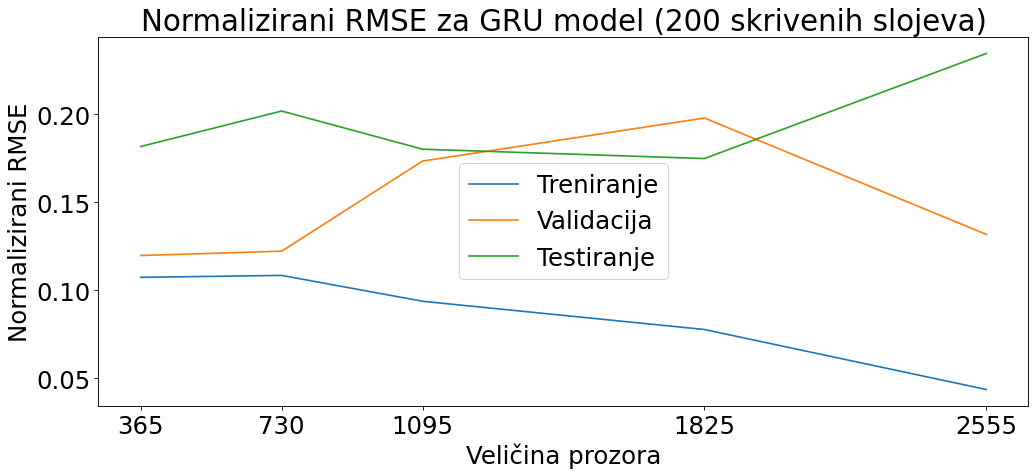 Normalizirani RMSE za GRU model (200 skrivenih slojeva)
Normalizirani RMSE
0.20
0.15
0.10
0.05
Treniranje
Validacija
Testiranje
365 730 1095 1825 2555
Veličina prozora